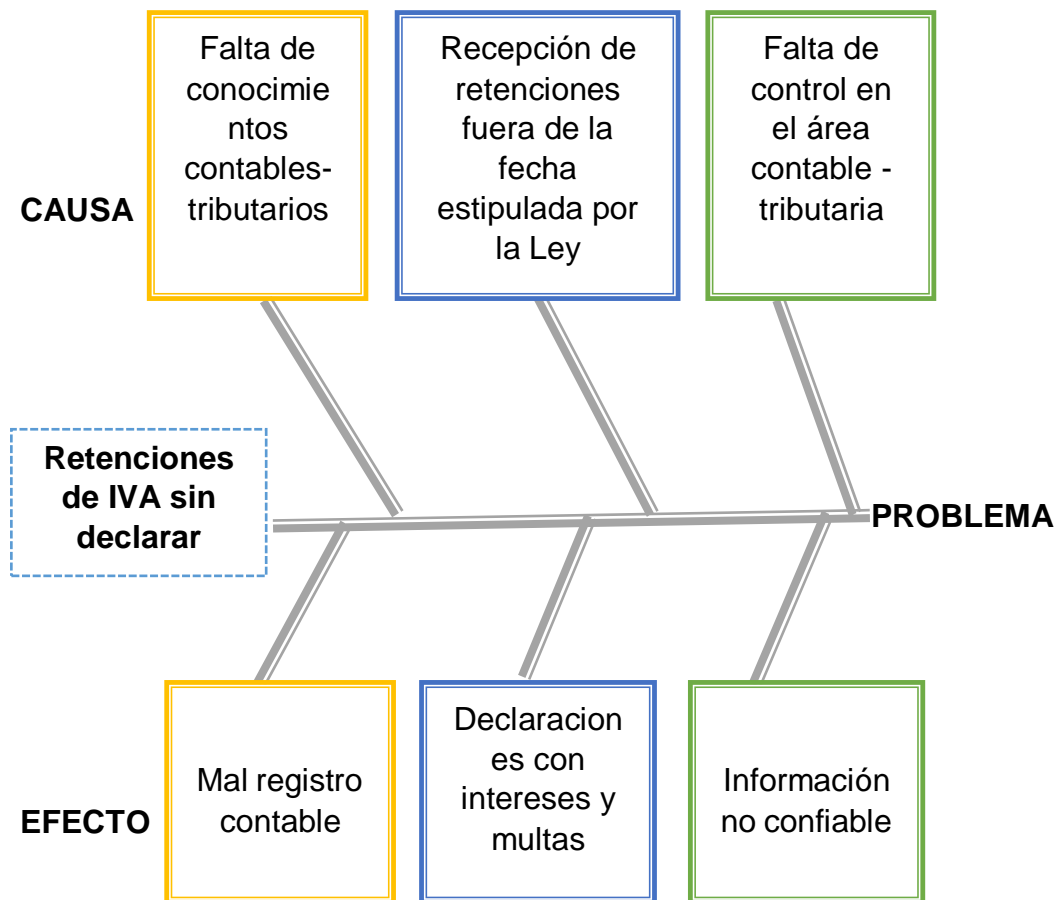 Falta de
conocimie
ntos
contables-
tributarios
Recepción de
retenciones
fuera de la
fecha
estipulada por
la Ley
Falta de
control en
el área
contable -
tributaria
CAUSA
Retenciones
de IVA sin
declarar
PROBLEMA
EFECTO
Mal registro
contable
Declaracion
es con
intereses y
multas
Información
no confiable